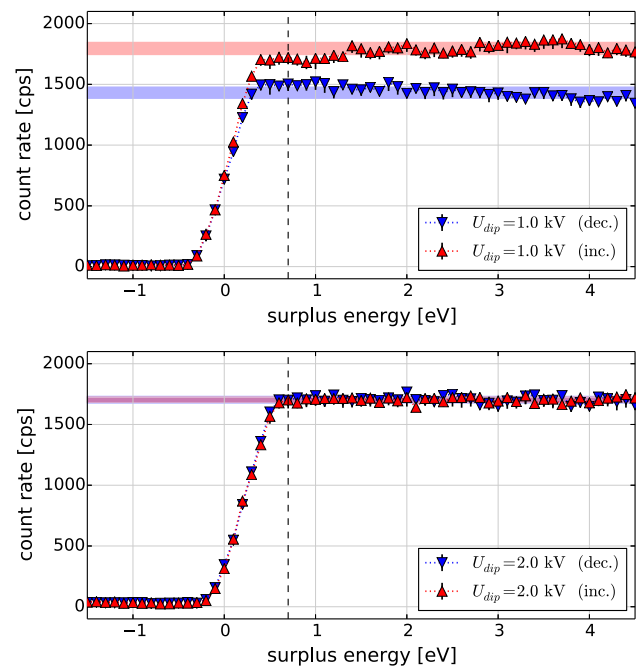 2000
1500
1000
500
0
count rate [cps]
U_dip=1.0 kV (dec.)
U_dip=1.0 kV (inc.)
−1 0 1 2 3 4
surplus energy [eV]
2000
1500
1000
500
0
count rate [cps]
U_dip=2.0 kV (dec.)
U_dip=2.0 kV (inc.)
−1 0 1 2 3 4
surplus energy [eV]